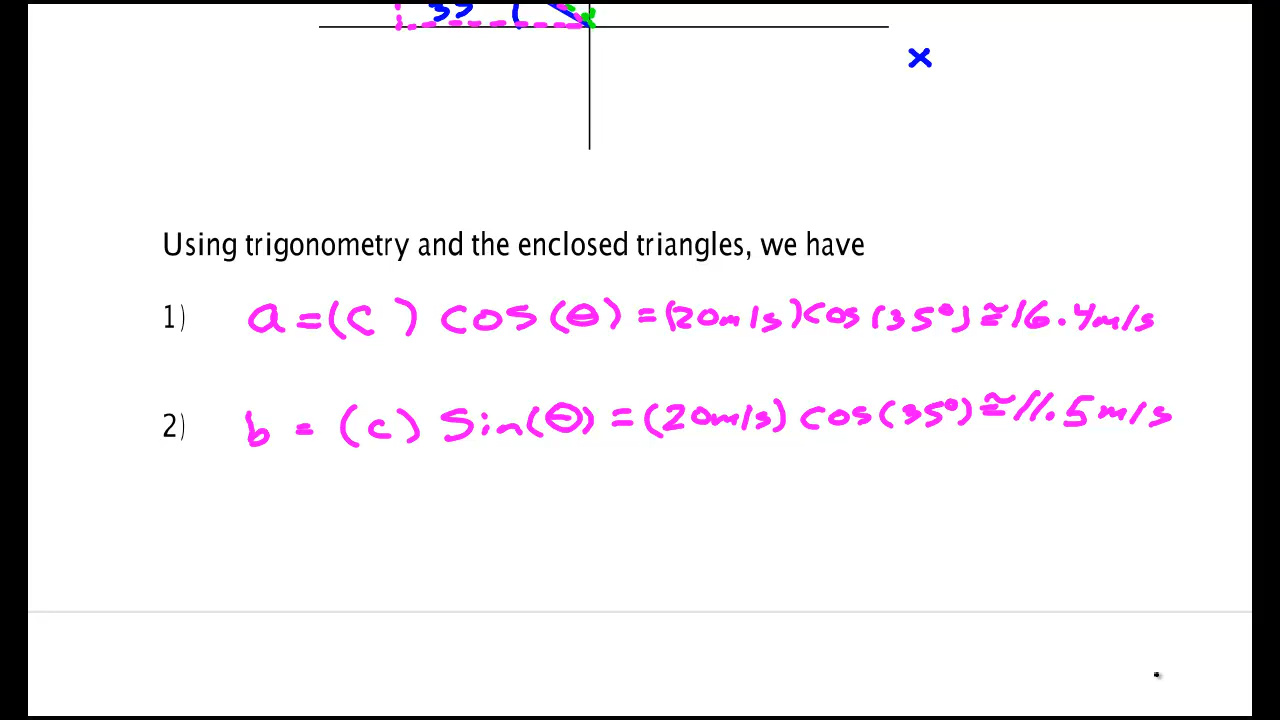 35
x
Using trigonometry and the enclosed triangles, we have
1) a = (c) cos(θ) = (20m/s) cos (35°) ≅ 16.4m/s
2) b = (c) Sin(θ) = (20m/s) cos(35°) ≅ 11.5m/s